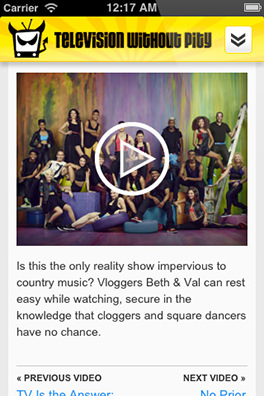 Carrier 12:17 AM
TELEVISION WITHOUT PITY
Is this the only reality show impervious to
country music? Vloggers Beth & Val can rest
easy while watching, secure in the
knowledge that cloggers and square dancers
have no chance.
« PREVIOUS VIDEO NEXT VIDEO »
TV Is the Answer: No Prior